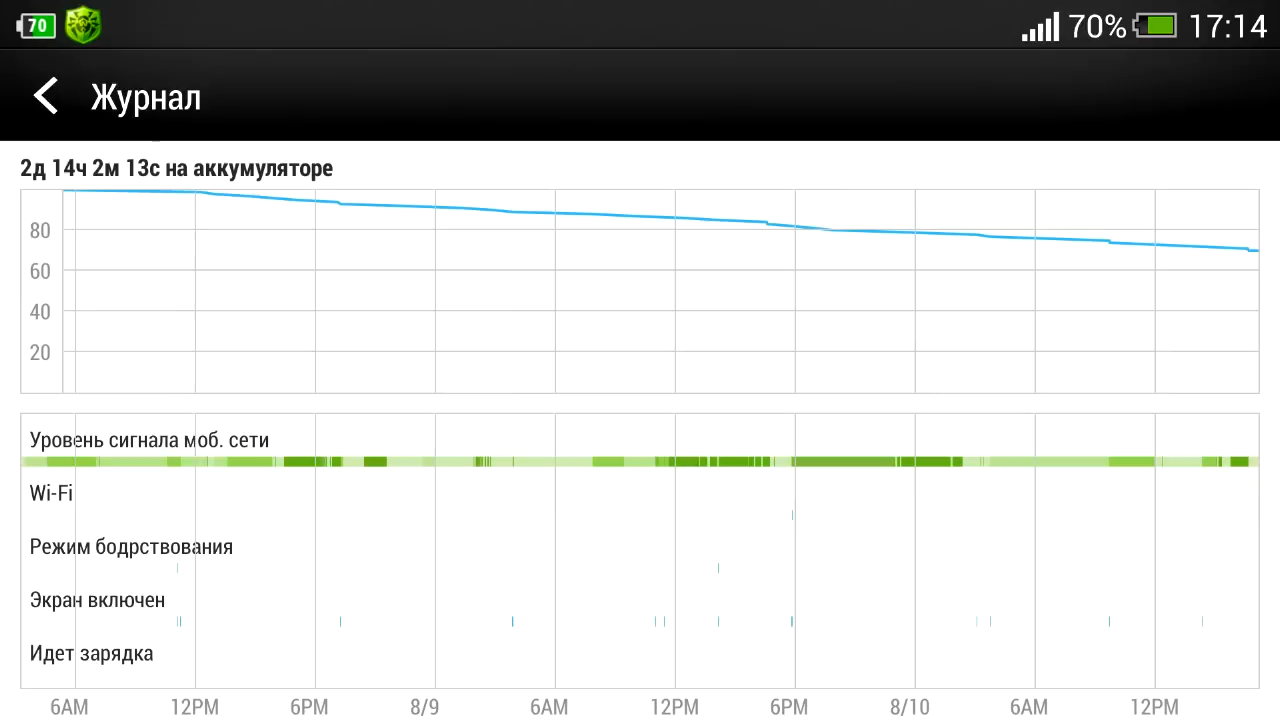 70 70% 17:14
Журнал
2д 14ч 2м 13с на аккумуляторе
80
60
40
20
Уровень сигнала моб. сети
Wi-Fi
Режим бодрствования
Экран включен
Идет зарядка
6AM 12PM 6PM 8/9 6AM 12PM 6PM 8/10 6AM 12PM